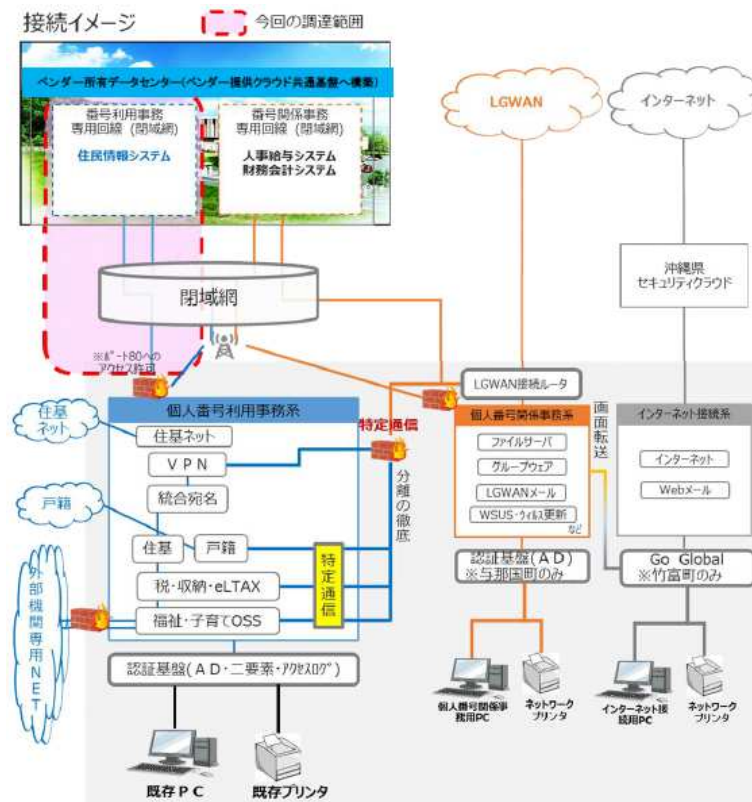 接続イメージ
今回の調達範囲
ベンダー所有データセンター(ベンダー提供クラウド共通基盤へ構築)
番号利用事務
専用回線 (閉域網)
住民情報システム
番号関係事務
専用回線 (閉域網)
人事給与システム
財務会計システム
LGWAN
インターネット
沖縄県
セキュリティクラウド
閉域網
※ポート80への
アクセス許可
LGWAN接続ルータ
住基
ネット
個人番号利用事務系
住基ネット
VPN
統合宛名
戸籍
住基
戸籍
税・収納・eLTAX
福祉・子育てOSS
特定通信
特定通信
分離の徹底
外部機関専用NET
個人番号関係事務系
ファイルサーバ
グループウェア
LGWANメール
WSUS・ウィルス更新
など
画面転送
インターネット接続系
インターネット
Webメール
認証基盤(AD)
※与那国町のみ
Go Global
※竹富町のみ
認証基盤(AD・二要素・アクセスログ)
個人番号関係事
務用PC
ネットワーク
プリンタ
インターネット接
続用PC
ネットワーク
プリンタ
既存PC
既存プリンタ